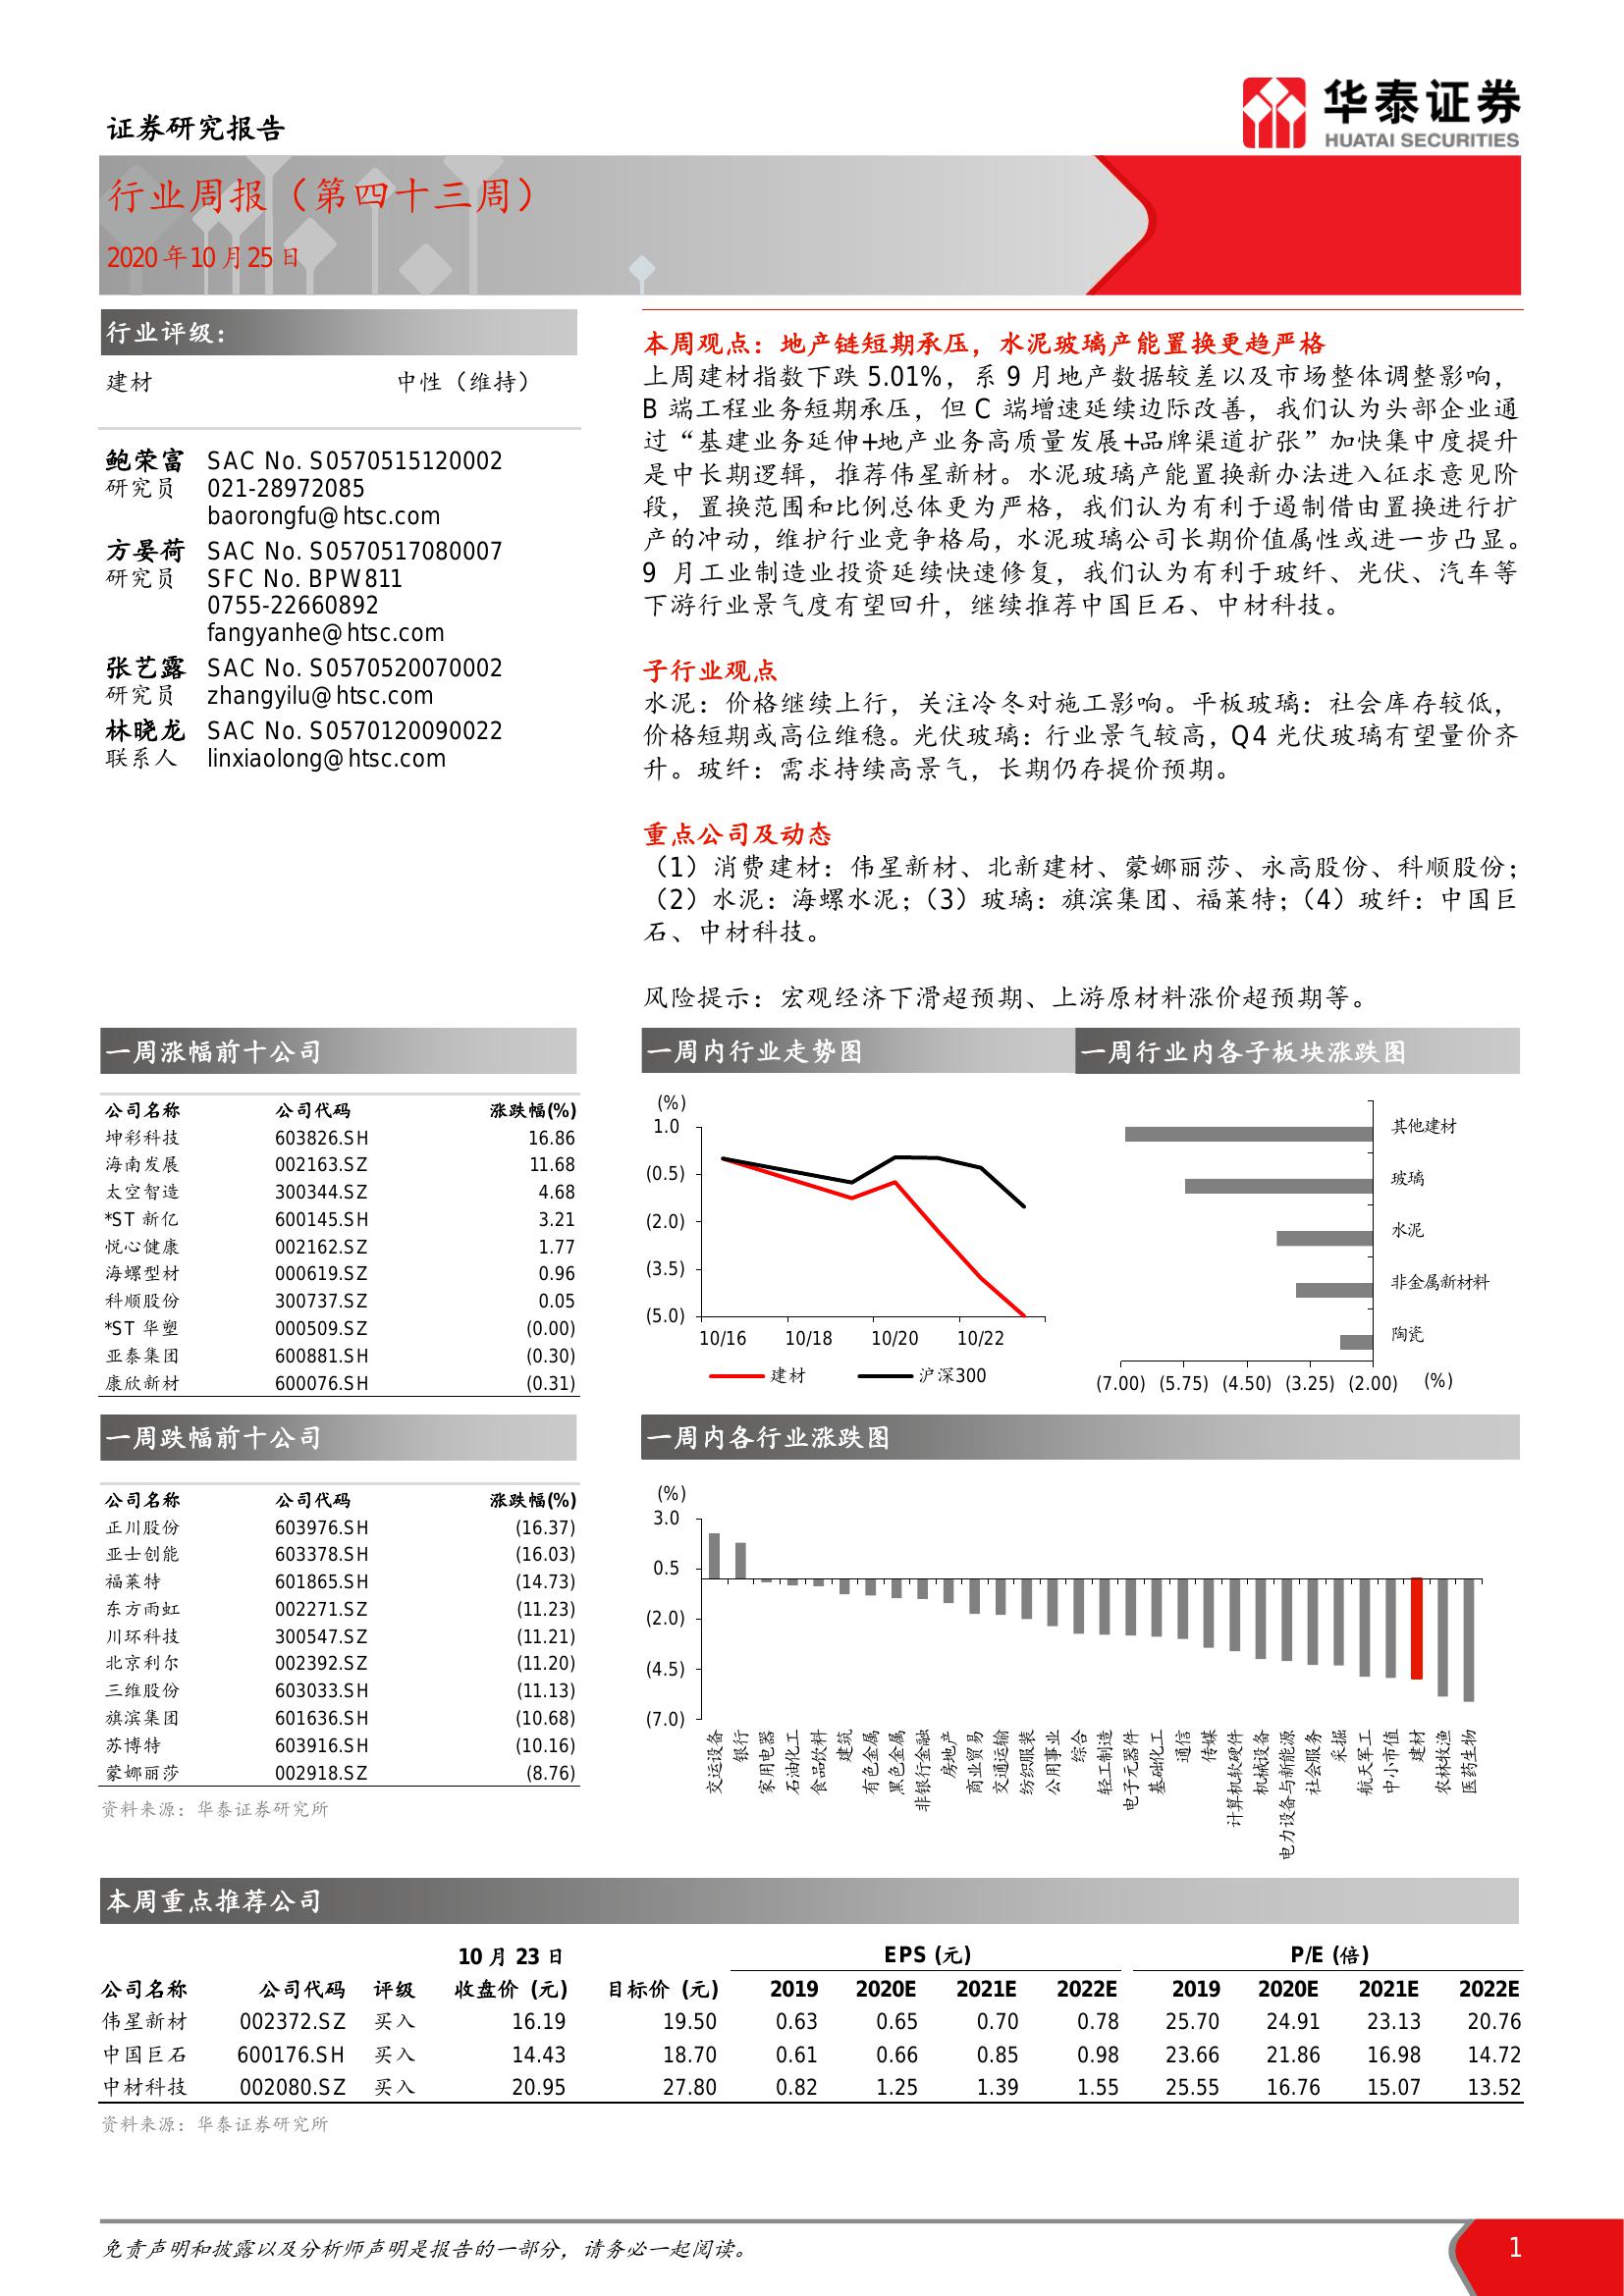 证券研究报告
华泰证券
HUATAI SECURITIES
行业周报（第四十三周）
2020年10月25日
行业评级：
建材 中性（维持）
鲍荣富 SAC No. S0570515120002
研究员 021-28972085
baorongfu@htsc.com
方晏荷 SAC No. S0570517080007
研究员 SFC No. BPW811
0755-22660892
fangyanhe@htsc.com
张艺露 SAC No. S0570520070002
研究员 zhangyilu@htsc.com
林晓龙 SAC No. S0570120090022
联系人 linxiaolong@htsc.com
本周观点：地产链短期承压，水泥玻璃产能置换更趋严格
上周建材指数下跌 5.01%，系 9 月地产数据较差以及市场整体调整影响，
B 端工程业务短期承压，但 C 端增速延续边际改善，我们认为头部企业通
过“基建业务延伸+地产业务高质量发展+品牌渠道扩张”加快集中度提升
是中长期逻辑，推荐伟星新材。水泥玻璃产能置换新办法进入征求意见阶
段，置换范围和比例总体更为严格，我们认为有利于遏制借由置换进行扩
产的冲动，维护行业竞争格局，水泥玻璃公司长期价值属性或进一步凸显。
9 月工业制造业投资延续快速修复，我们认为有利于玻纤、光伏、汽车等
下游行业景气度有望回升，继续推荐中国巨石、中材科技。
子行业观点
水泥：价格继续上行，关注冷冬对施工影响。平板玻璃：社会库存较低，
价格短期或高位维稳。光伏玻璃：行业景气较高，Q4 光伏玻璃有望量价齐
升。玻纤：需求持续高景气，长期仍存提价预期。
重点公司及动态
（1）消费建材：伟星新材、北新建材、蒙娜丽莎、永高股份、科顺股份；
（2）水泥：海螺水泥；（3）玻璃：旗滨集团、福莱特；（4）玻纤：中国巨
石、中材科技。
风险提示：宏观经济下滑超预期、上游原材料涨价超预期等。
一周涨幅前十公司
公司名称 公司代码 涨跌幅(%)
坤彩科技 603826.SH 16.86
海南发展 002163.SZ 11.68
太空智造 300344.SZ 4.68
*ST 新亿 600145.SH 3.21
悦心健康 002162.SZ 1.77
海螺型材 000619.SZ 0.96
科顺股份 300737.SZ 0.05
*ST 华塑 000509.SZ (0.00)
亚泰集团 600881.SH (0.30)
康欣新材 600076.SH (0.31)
一周内行业走势图
(%)
1.0
(0.5)
(2.0)
(3.5)
(5.0)
10/16 10/18 10/20 10/22
建材 沪深300
一周行业内各子板块涨跌图
其他建材
玻璃
水泥
非金属新材料
陶瓷
(7.00) (5.75) (4.50) (3.25) (2.00) (%)
一周跌幅前十公司
公司名称 公司代码 涨跌幅(%)
正川股份 603976.SH (16.37)
亚士创能 603378.SH (16.03)
福莱特 601865.SH (14.73)
东方雨虹 002271.SZ (11.23)
川环科技 300547.SZ (11.21)
北京利尔 002392.SZ (11.20)
三维股份 603033.SH (11.13)
旗滨集团 601636.SH (10.68)
苏博特 603916.SH (10.16)
蒙娜丽莎 002918.SZ (8.76)
资料来源：华泰证券研究所
一周内各行业涨跌图
(%)
3.0
0.5
(2.0)
(4.5)
(7.0)
交运设备
银行
家用电器
石油化工
食品饮料
建筑
有色金属
黑色金属
非银行金融
房地产
商业贸易
交通运输
纺织服装
公用事业
综合
轻工制造
电子元器件
基础化工
通信
传媒
计算机软硬件
机械设备
电力设备与新能源
社会服务
采掘
航天军工
中小市值
建材
农林牧渔
医药生物
本周重点推荐公司
10 月 23 日 EPS (元) P/E (倍)
公司名称 公司代码 评级 收盘价 (元) 目标价 (元) 2019 2020E 2021E 2022E 2019 2020E 2021E 2022E
伟星新材 002372.SZ 买入 16.19 19.50 0.63 0.65 0.70 0.78 25.70 24.91 23.13 20.76
中国巨石 600176.SH 买入 14.43 18.70 0.61 0.66 0.85 0.98 23.66 21.86 16.98 14.72
中材科技 002080.SZ 买入 20.95 27.80 0.82 1.25 1.39 1.55 25.55 16.76 15.07 13.52
资料来源：华泰证券研究所
免责声明和披露以及分析师声明是报告的一部分，请务必一起阅读。
1